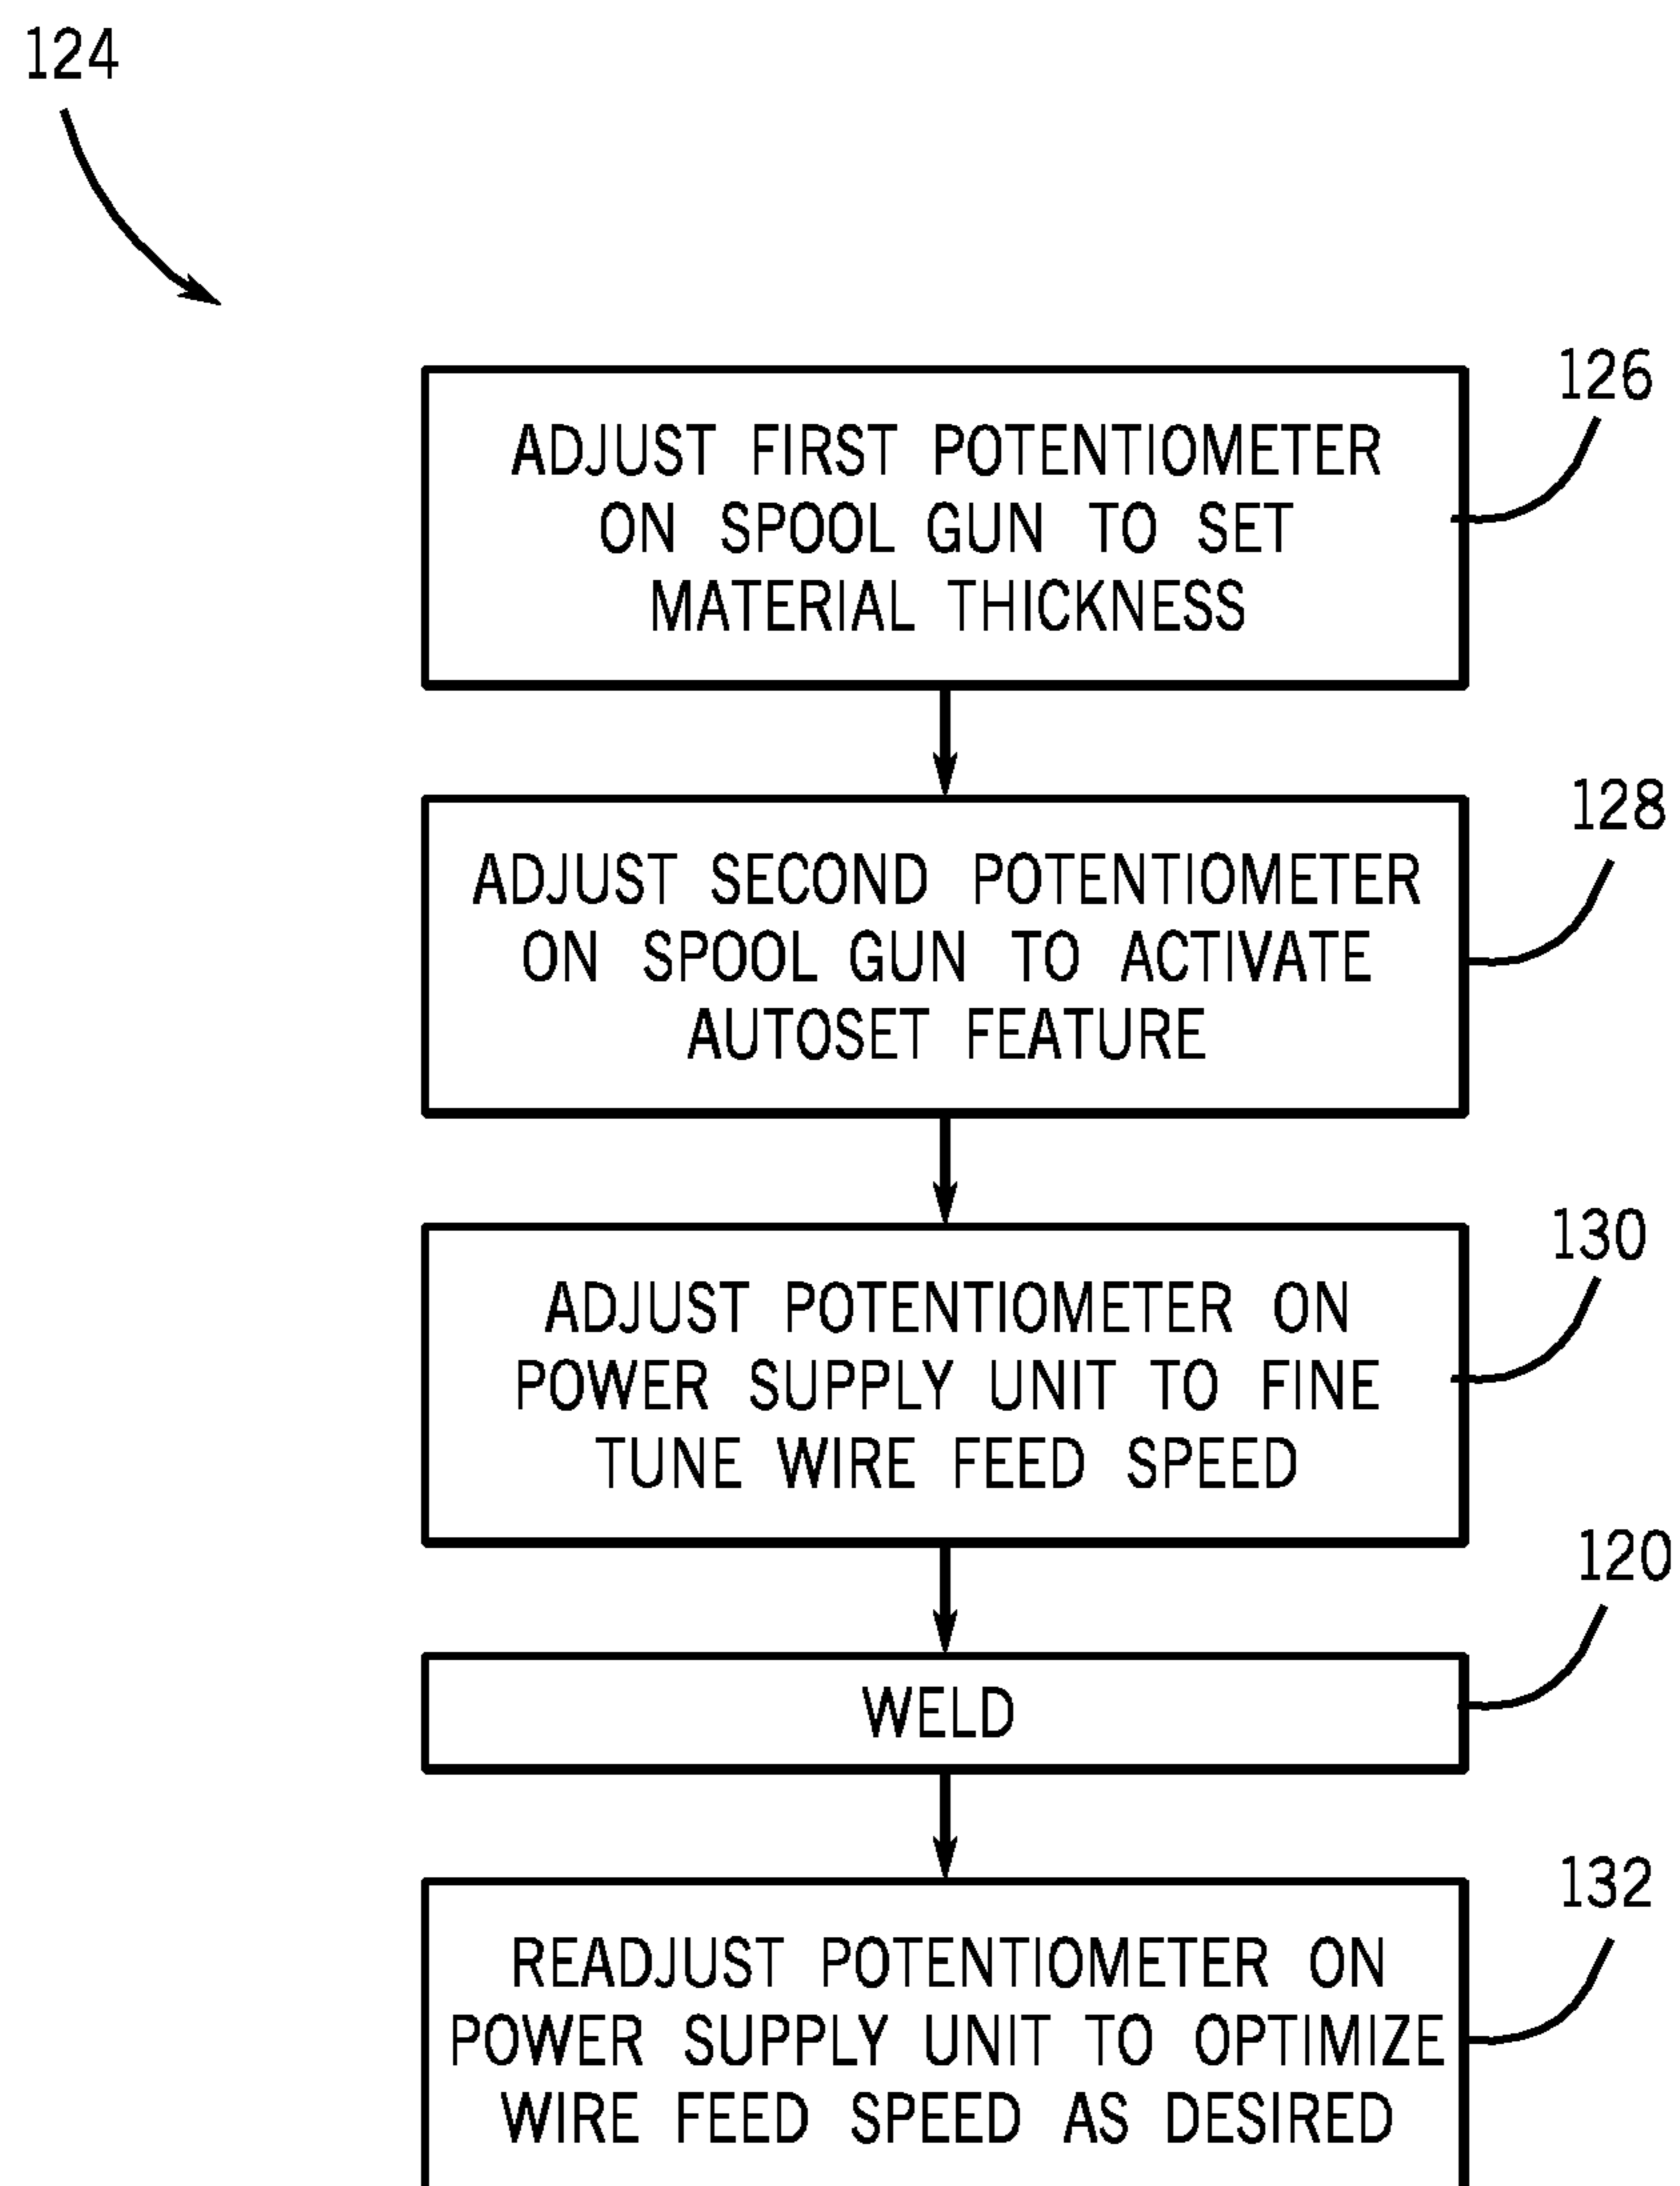 124
126
ADJUST FIRST POTENTIOMETER
ON SPOOL GUN TO SET
MATERIAL THICKNESS
128
ADJUST SECOND POTENTIOMETER
ON SPOOL GUN TO ACTIVATE
AUTOSET FEATURE
130
ADJUST POTENTIOMETER ON
POWER SUPPLY UNIT TO FINE
TUNE WIRE FEED SPEED
120
WELD
132
READJUST POTENTIOMETER ON
POWER SUPPLY UNIT TO OPTIMIZE
WIRE FEED SPEED AS DESIRED